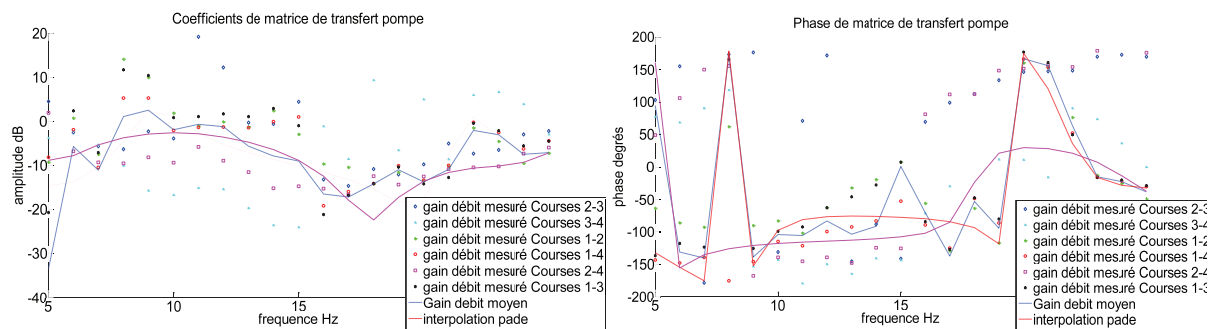 Coefficients de matrice de transfert pompe
20
10
0
-10
-20
-30
-40
amplitude dB
5
10
15
frequence Hz
gain débit mesuré Courses 2-3
gain débit mesuré Courses 3-4
gain débit mesuré Courses 1-2
gain débit mesuré Courses 1-4
gain débit mesuré Courses 2-4
gain débit mesuré Courses 1-3
Gain debit moyen
interpolation pade
Phase de matrice de transfert pompe
200
150
100
50
0
-50
-100
-150
-200
phase degrés
5
10
15
frequence Hz
gain débit mesuré Courses 2-3
gain débit mesuré Courses 3-4
gain débit mesuré Courses 1-2
gain débit mesuré Courses 1-4
gain débit mesuré Courses 2-4
gain débit mesuré Courses 1-3
Gain debit moyen
interpolation pade